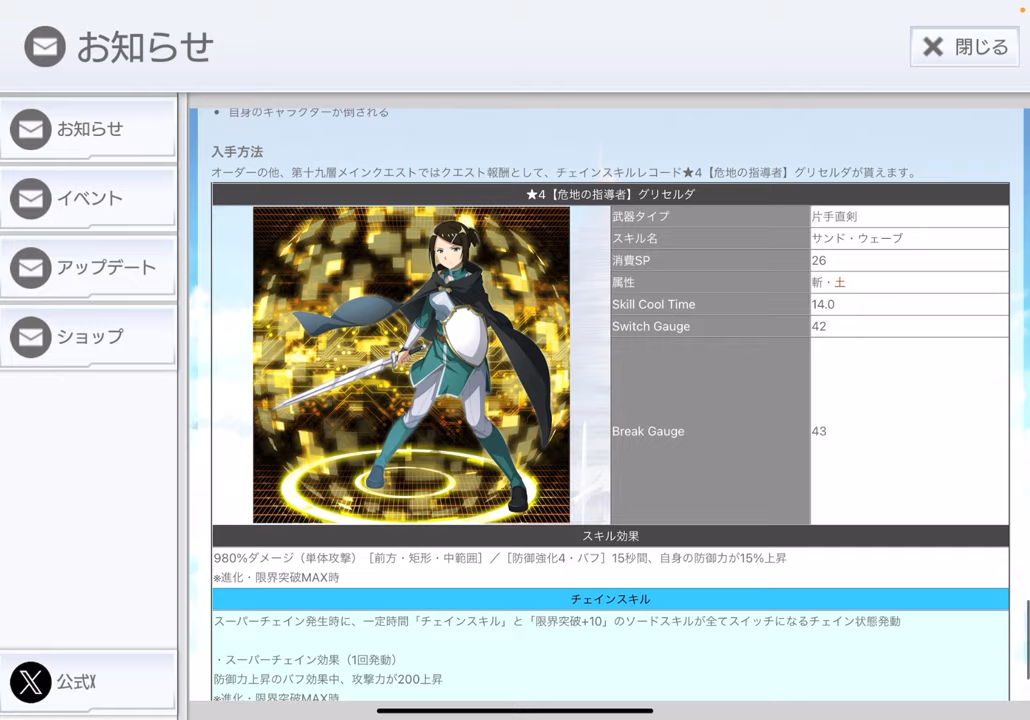 お知らせ
閉じる
お知らせ
イベント
アップデート
ショップ
公式X
• 自身のキャラクターが倒される
入手方法
オーダーの他、第十九層メインクエストではクエスト報酬として、チェインスキルレコード★4【危地の指導者】グリセルダが貰えます。
★4【危地の指導者】グリセルダ
武器タイプ 片手直剣
スキル名 サンド・ウェーブ
消費SP 26
属性 斬・土
Skill Cool Time 14.0
Switch Gauge 42
Break Gauge 43
スキル効果
980%ダメージ（単体攻撃）［前方・矩形・中範囲］／［防御強化4・バフ］15秒間、自身の防御力が15%上昇
※進化・限界突破MAX時
チェインスキル
スーパーチェイン発生時に、一定時間「チェインスキル」と「限界突破+10」のソードスキルが全てスイッチになるチェイン状態発動
・スーパーチェイン効果（1回発動）
防御力上昇のバフ効果中、攻撃力が200上昇
※進化・限界突破MAX時